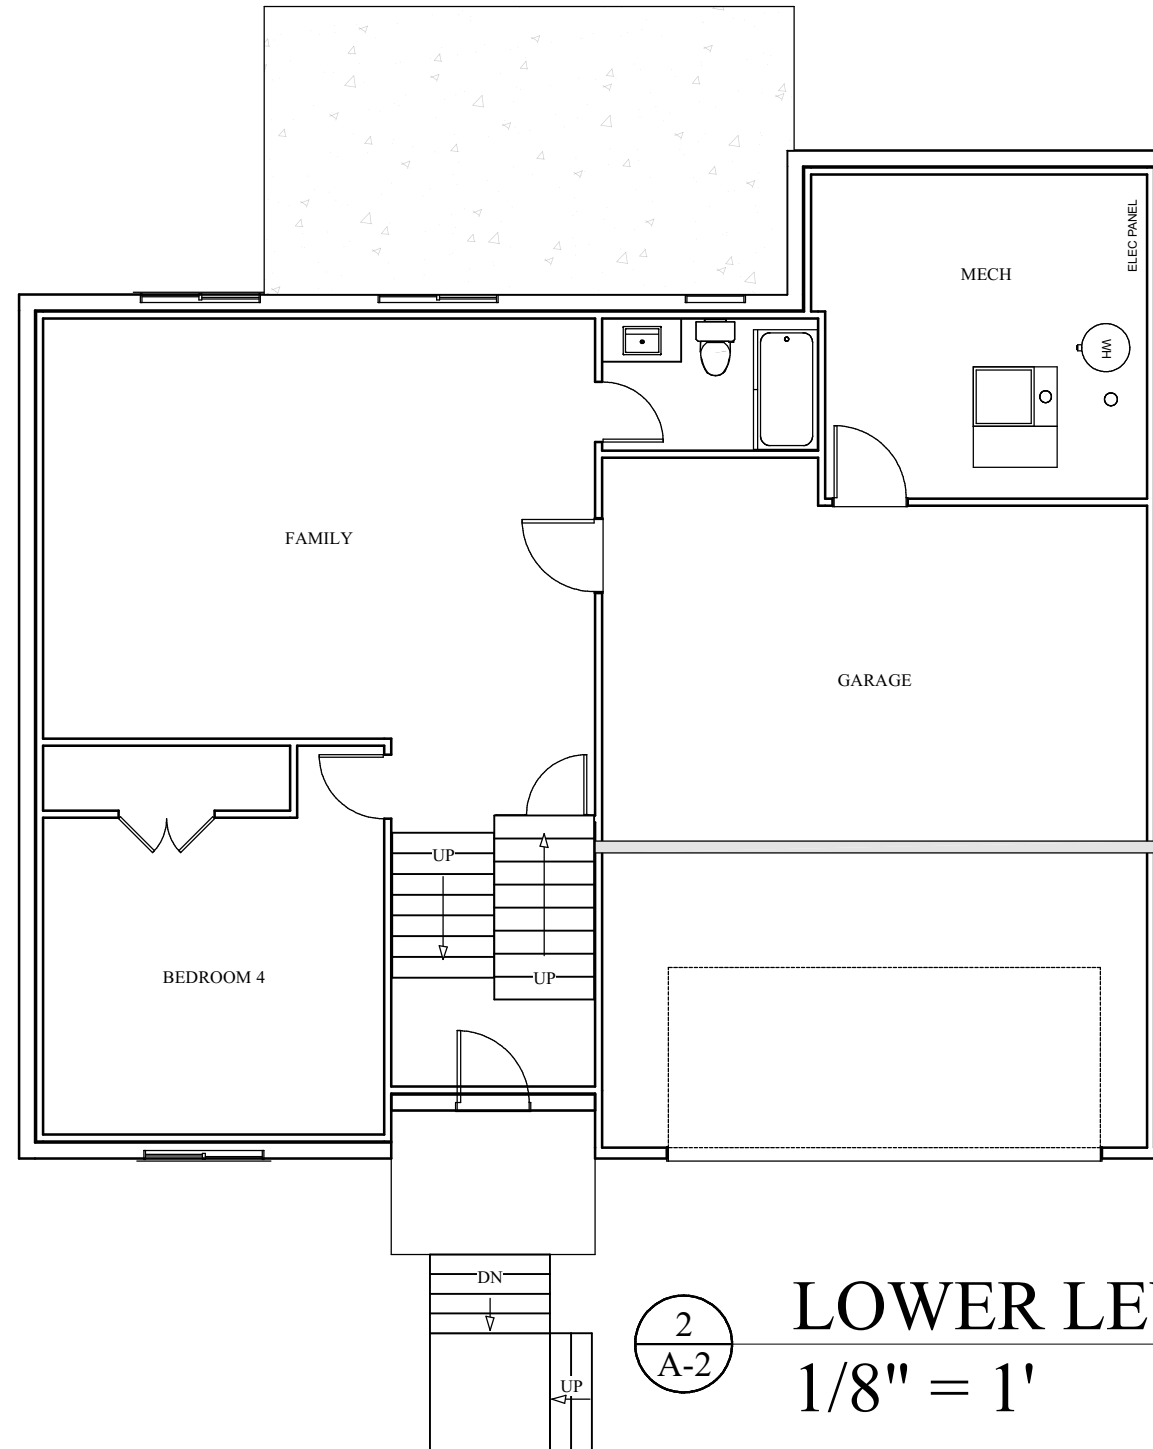 ELEC PANEL
MECH
WH
FAMILY
GARAGE
UP
BEDROOM 4
UP
DN
2
A-2
LOWER LE
1/8" = 1'
UP